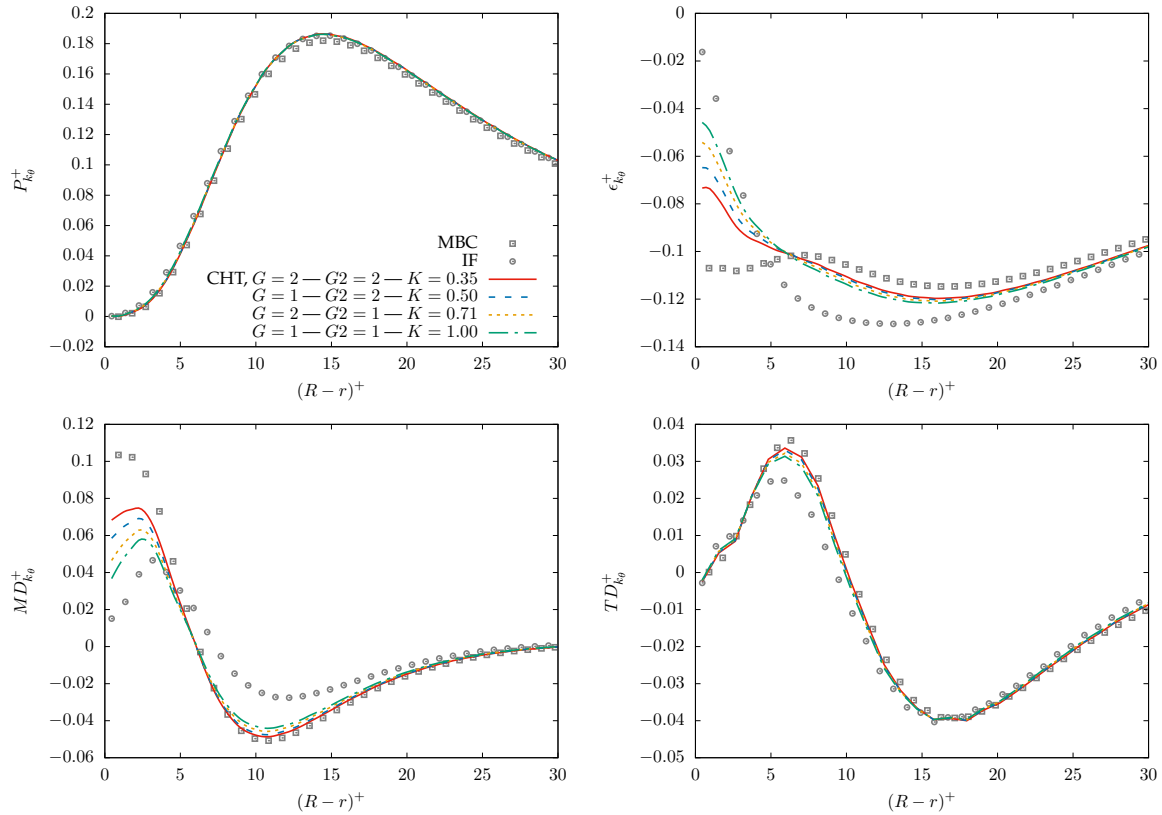 0.2
0.18
0.16
0.14
0.12
0.1
0.08
0.06
0.04
0.02
0
−0.02
P⁺_{k_θ}
MBC
IF
CHT, G = 2 — G2 = 2 — K = 0.35
G = 1 — G2 = 2 — K = 0.50
G = 2 — G2 = 1 — K = 0.71
G = 1 — G2 = 1 — K = 1.00
0 5 10 15 20 25 30
(R − r)⁺
0
−0.02
−0.04
−0.06
−0.08
−0.1
−0.12
−0.14
ϵ⁺_{k_θ}
0 5 10 15 20 25 30
(R − r)⁺
0.12
0.1
0.08
0.06
0.04
0.02
0
−0.02
−0.04
−0.06
MD⁺_{k_θ}
0 5 10 15 20 25 30
(R − r)⁺
0.04
0.03
0.02
0.01
0
−0.01
−0.02
−0.03
−0.04
−0.05
TD⁺_{k_θ}
0 5 10 15 20 25 30
(R − r)⁺